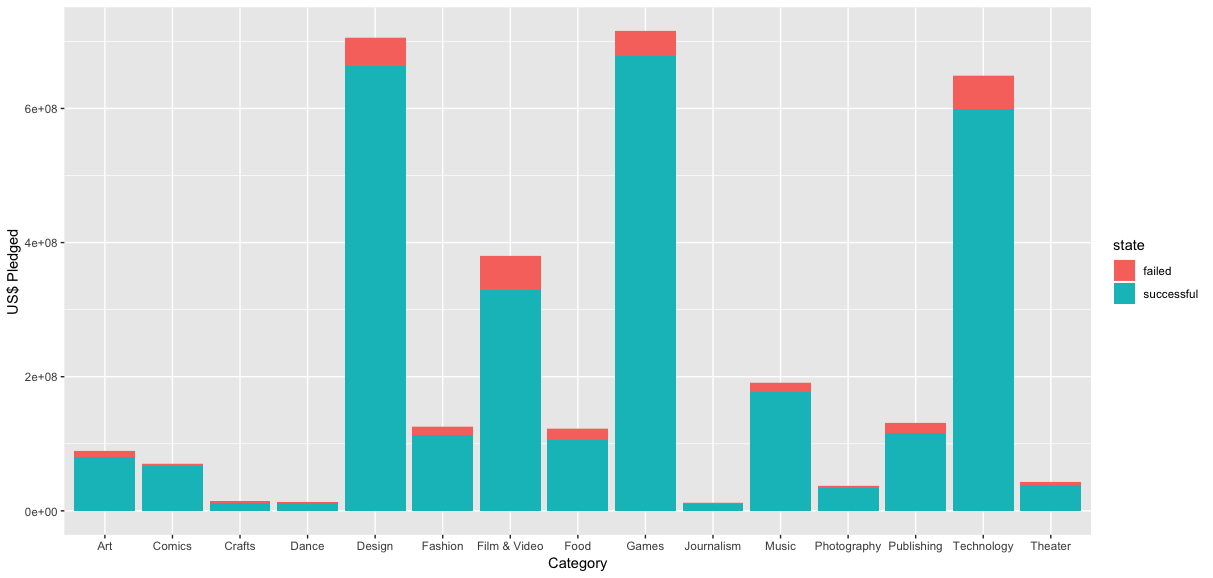 US$ Pledged
6e+08
4e+08
2e+08
0e+00
Art Comics Crafts Dance Design Fashion Film & Video Food Games Journalism Music Photography Publishing Technology Theater
Category
state
failed
successful